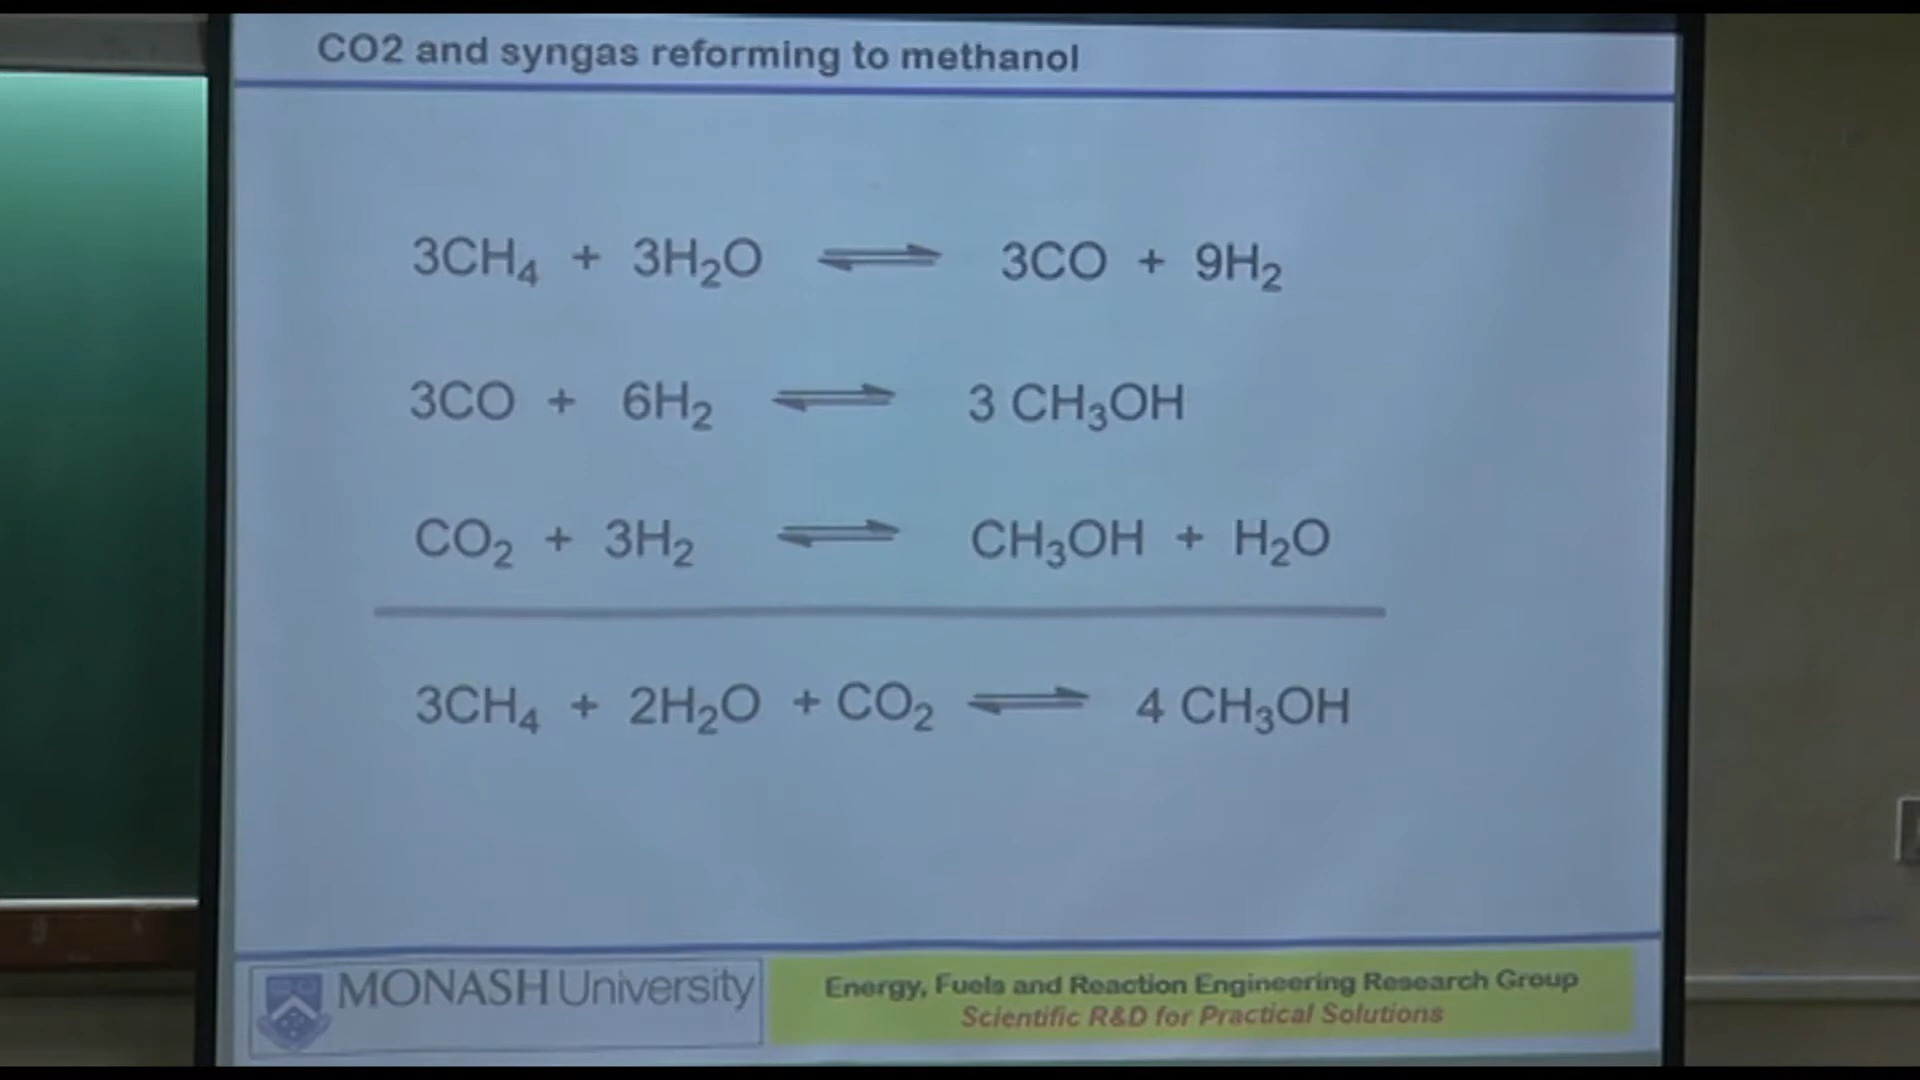 CO2 and syngas reforming to methanol
3CH₄ + 3H₂O ⇌ 3CO + 9H₂
3CO + 6H₂ ⇌ 3 CH₃OH
CO₂ + 3H₂ ⇌ CH₃OH + H₂O
3CH₄ + 2H₂O + CO₂ ⇌ 4 CH₃OH
MONASH University
Energy, Fuels and Reaction Engineering Research Group
Scientific R&D for Practical Solutions